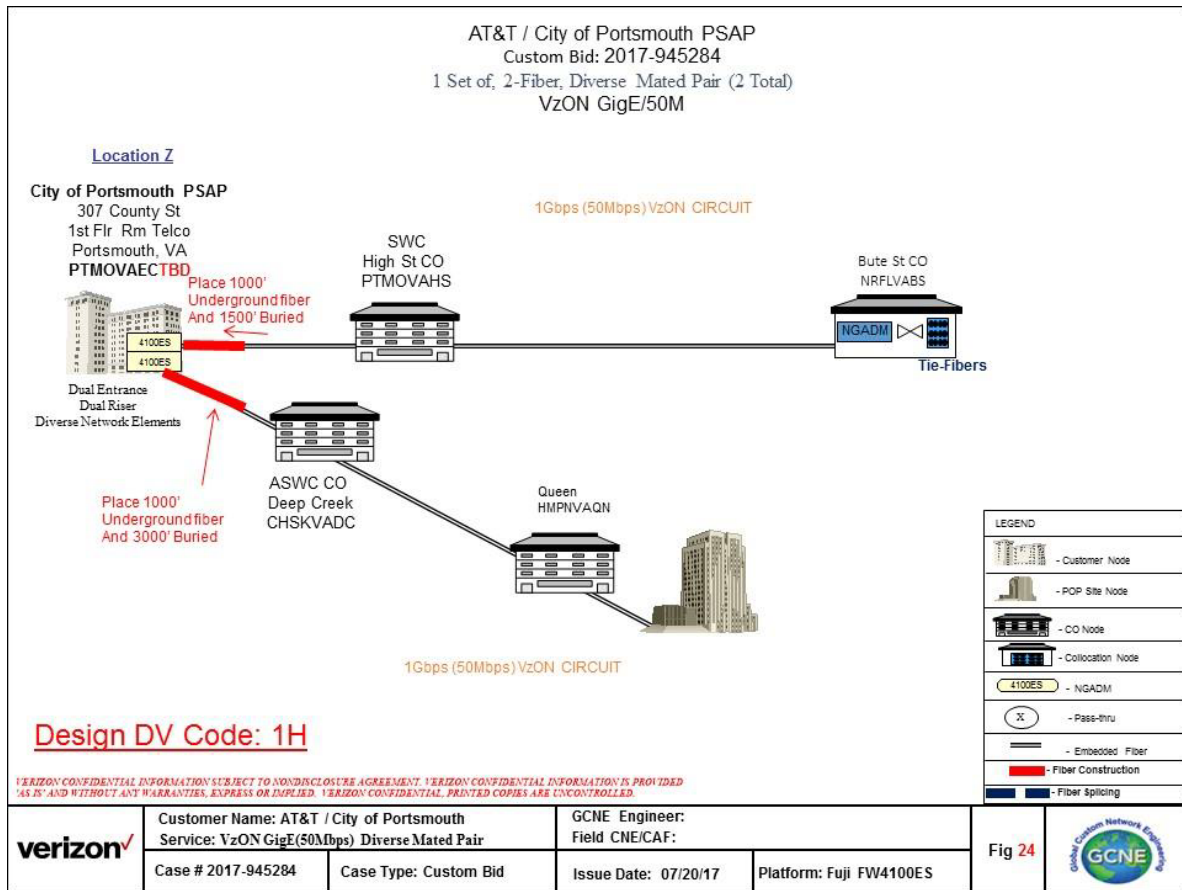 AT&T / City of Portsmouth PSAP
Custom Bid: 2017-945284
1 Set of, 2-Fiber, Diverse Mated Pair (2 Total)
VzON GigE/50M
Location Z
City of Portsmouth PSAP
307 County St
1st Flr Rm Telco
Portsmouth, VA
PTMOVAECTBD
Place 1000'
Underground fiber
And 1500' Buried
4100ES
4100ES
Dual Entrance
Dual Riser
Diverse Network Elements
1Gbps (50Mbps) VzON CIRCUIT
SWC
High St CO
PTMOVAHS
Bute St CO
NRFLVABS
NGADM
Tie-Fibers
Place 1000'
Underground fiber
And 3000' Buried
ASWC CO
Deep Creek
CHSKVADC
Queen
HMPNVAQN
1Gbps (50Mbps) VzON CIRCUIT
LEGEND
- Customer Node
- POP Site Node
- CO Node
- Collocation Node
4100ES - NGADM
X - Pass-thru
- Embedded Fiber
- Fiber Construction
- Fiber Splicing
Design DV Code: 1H
VERIZON CONFIDENTIAL INFORMATION SUBJECT TO NONDISCLOSURE AGREEMENT. VERIZON CONFIDENTIAL INFORMATION IS PROVIDED
'AS IS' AND WITHOUT ANY WARRANTIES, EXPRESS OR IMPLIED. VERIZON CONFIDENTIAL, PRINTED COPIES ARE UNCONTROLLED.
verizon
Customer Name: AT&T / City of Portsmouth
Service: VzON GigE(50Mbps) Diverse Mated Pair
GCNE Engineer:
Field CNE/CAF:
Case # 2017-945284
Case Type: Custom Bid
Issue Date: 07/20/17
Platform: Fuji FW4100ES
Fig 24
Global Custom Network Engineering
GCNE